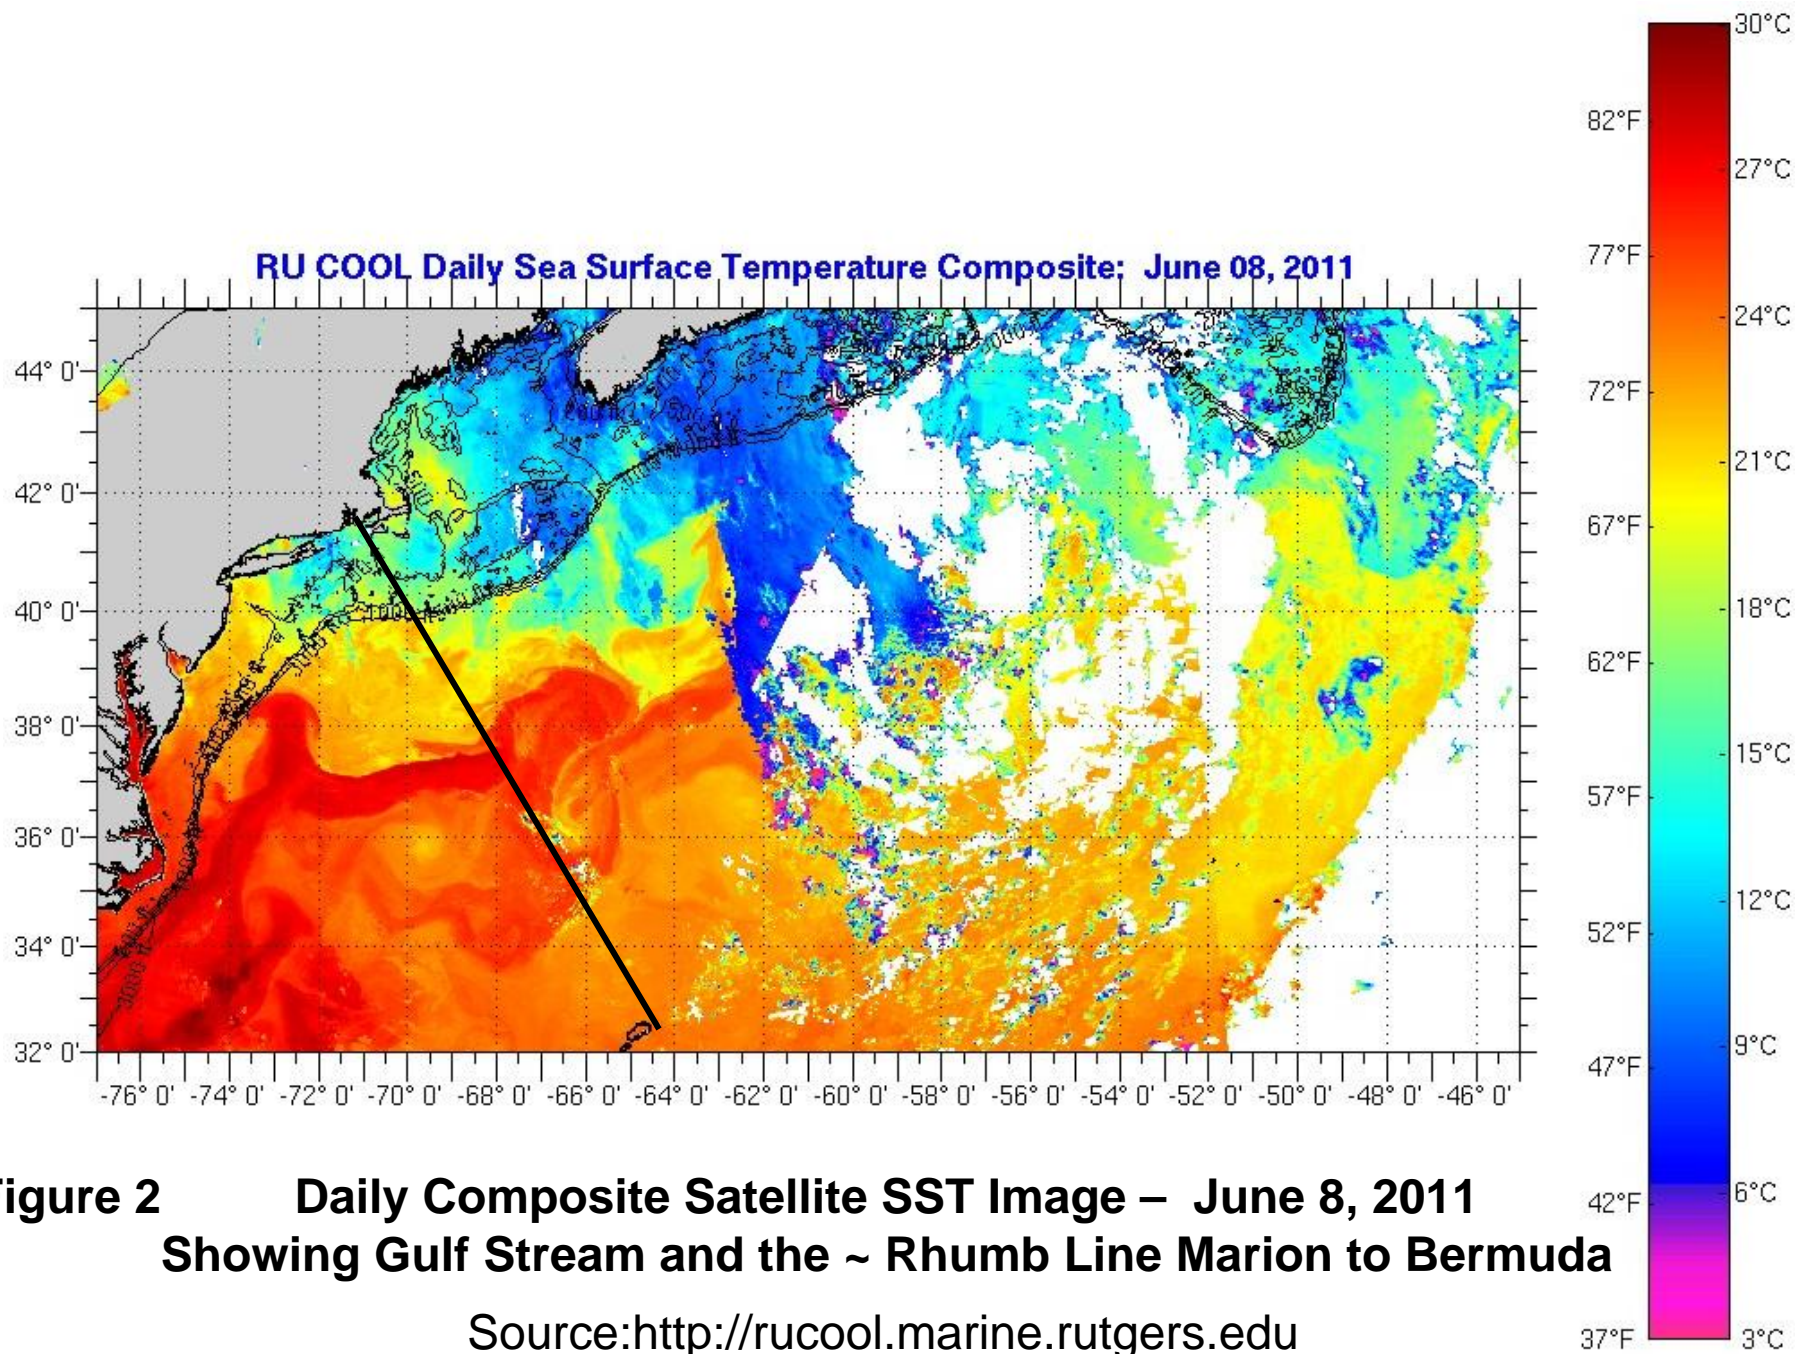 30°C
82°F
27°C
RU COOL Daily Sea Surface Temperature Composite: June 08, 2011
77°F
24°C
44° 0'
72°F
21°C
42° 0'
67°F
40° 0'
18°C
62°F
38° 0'
15°C
57°F
36° 0'
12°C
52°F
34° 0'
9°C
47°F
32° 0'
-76° 0' -74° 0' -72° 0' -70° 0' -68° 0' -66° 0' -64° 0' -62° 0' -60° 0' -58° 0' -56° 0' -54° 0' -52° 0' -50° 0' -48° 0' -46° 0'
igure 2 Daily Composite Satellite SST Image – June 8, 2011
6°C
42°F
Showing Gulf Stream and the ~ Rhumb Line Marion to Bermuda
Source:http://rucool.marine.rutgers.edu
37°F
3°C